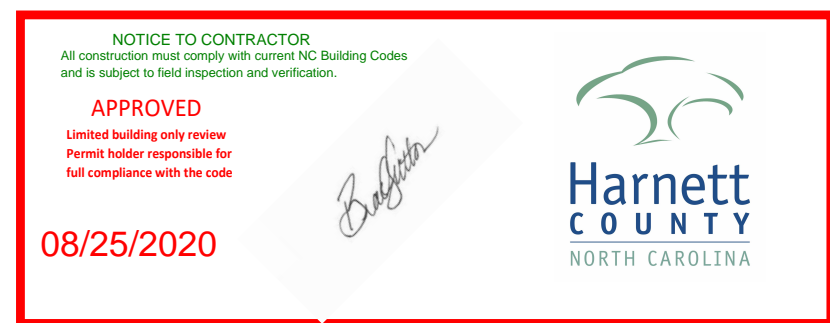 NOTICE TO CONTRACTOR
All construction must comply with current NC Building Codes
and is subject to field inspection and verification.
APPROVED
Limited building only review
Permit holder responsible for
full compliance with the code
08/25/2020
Harnett
COUNTY
NORTH CAROLINA